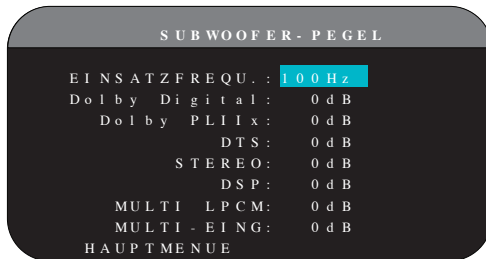 SUBWOOFER-PEGEL
EINSATZFREQU.: 100Hz
Dolby Digital: 0dB
Dolby PLIIx: 0dB
DTS: 0dB
STEREO: 0dB
DSP: 0dB
MULTI LPCM: 0dB
MULTI-EING: 0dB
HAUPTMENUE